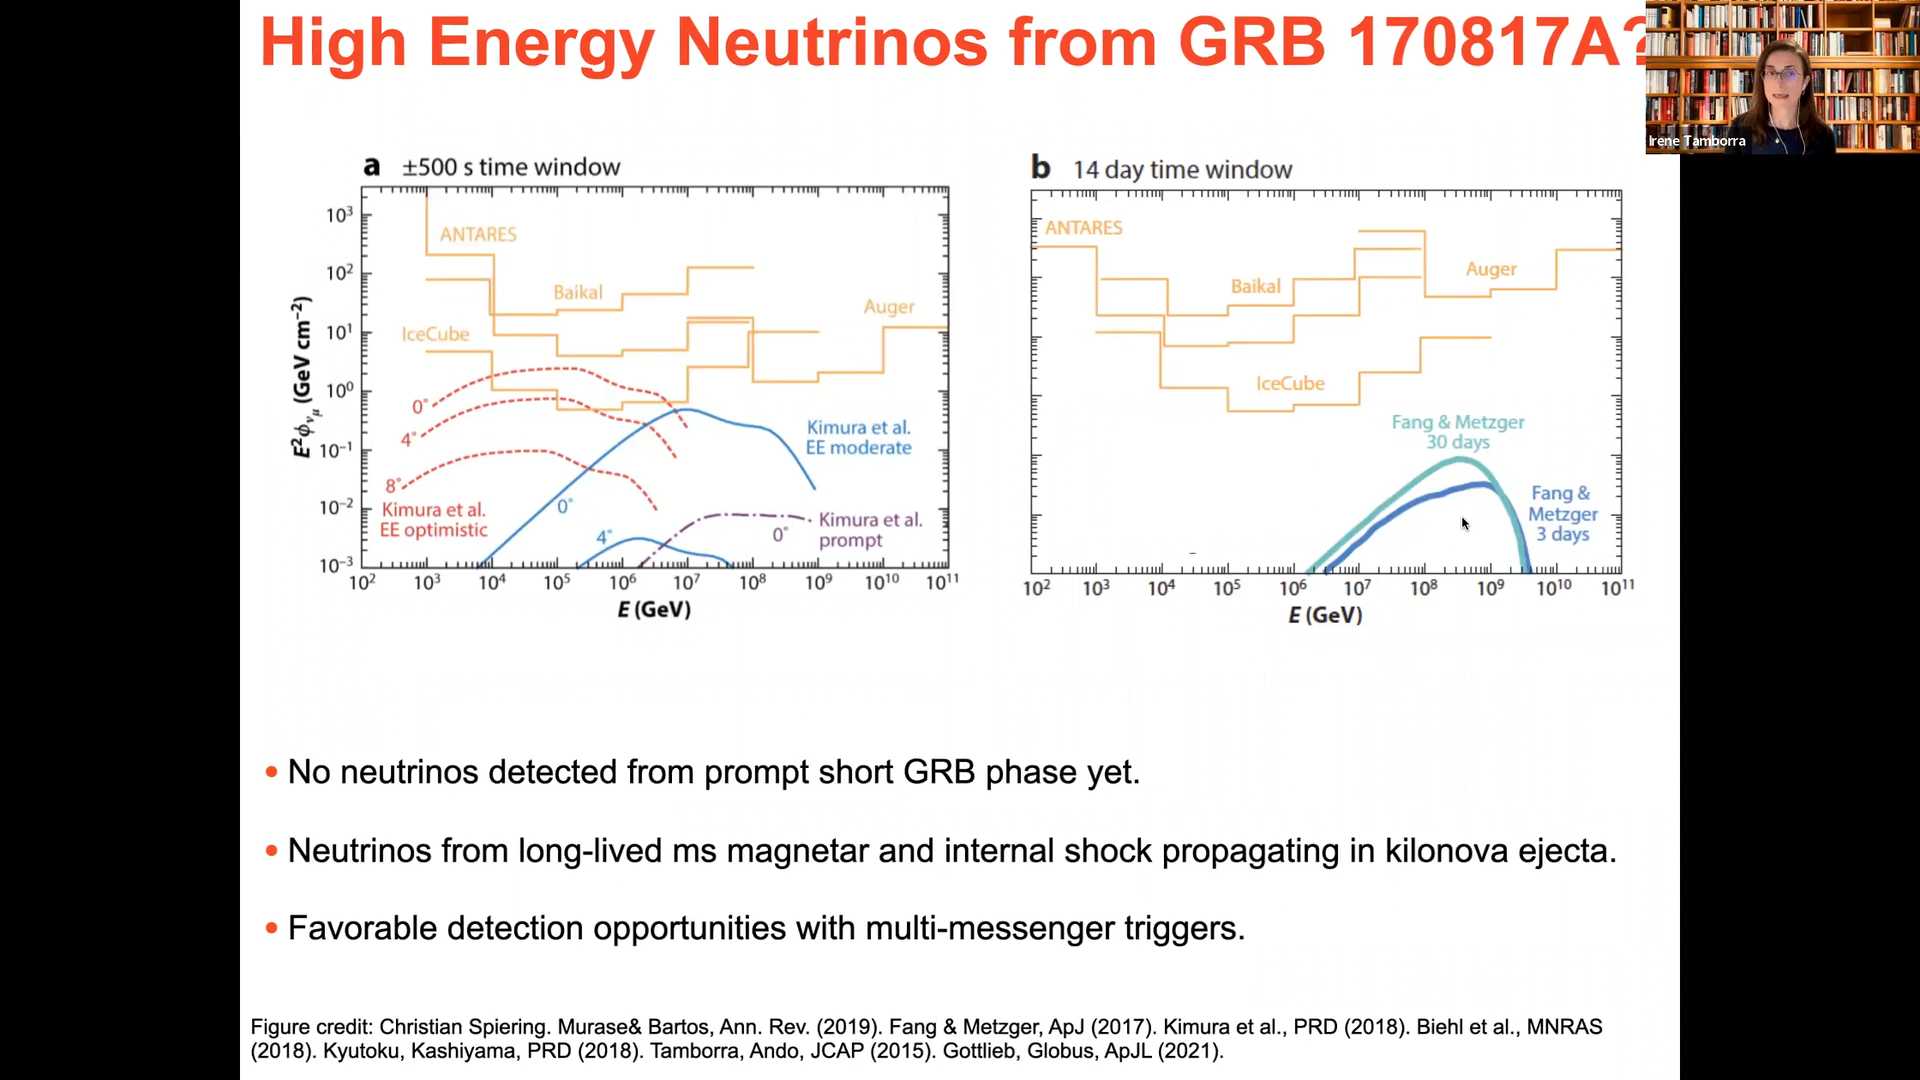 High Energy Neutrinos from GRB 170817A?
Irene Tamborra
a ±500 s time window
10³
10²
10¹
10⁰
10⁻¹
10⁻²
10⁻³
E²ϕνμ (GeV cm⁻²)
ANTARES
Baikal
Auger
IceCube
0°
4°
8°
Kimura et al.
EE optimistic
Kimura et al.
EE moderate
0°
4°
0°
Kimura et al.
prompt
10² 10³ 10⁴ 10⁵ 10⁶ 10⁷ 10⁸ 10⁹ 10¹⁰ 10¹¹
E (GeV)
b 14 day time window
ANTARES
Baikal
Auger
IceCube
Fang & Metzger
30 days
Fang &
Metzger
3 days
10² 10³ 10⁴ 10⁵ 10⁶ 10⁷ 10⁸ 10⁹ 10¹⁰ 10¹¹
E (GeV)
• No neutrinos detected from prompt short GRB phase yet.
• Neutrinos from long-lived ms magnetar and internal shock propagating in kilonova ejecta.
• Favorable detection opportunities with multi-messenger triggers.
Figure credit: Christian Spiering. Murase& Bartos, Ann. Rev. (2019). Fang & Metzger, ApJ (2017). Kimura et al., PRD (2018). Biehl et al., MNRAS
(2018). Kyutoku, Kashiyama, PRD (2018). Tamborra, Ando, JCAP (2015). Gottlieb, Globus, ApJL (2021).